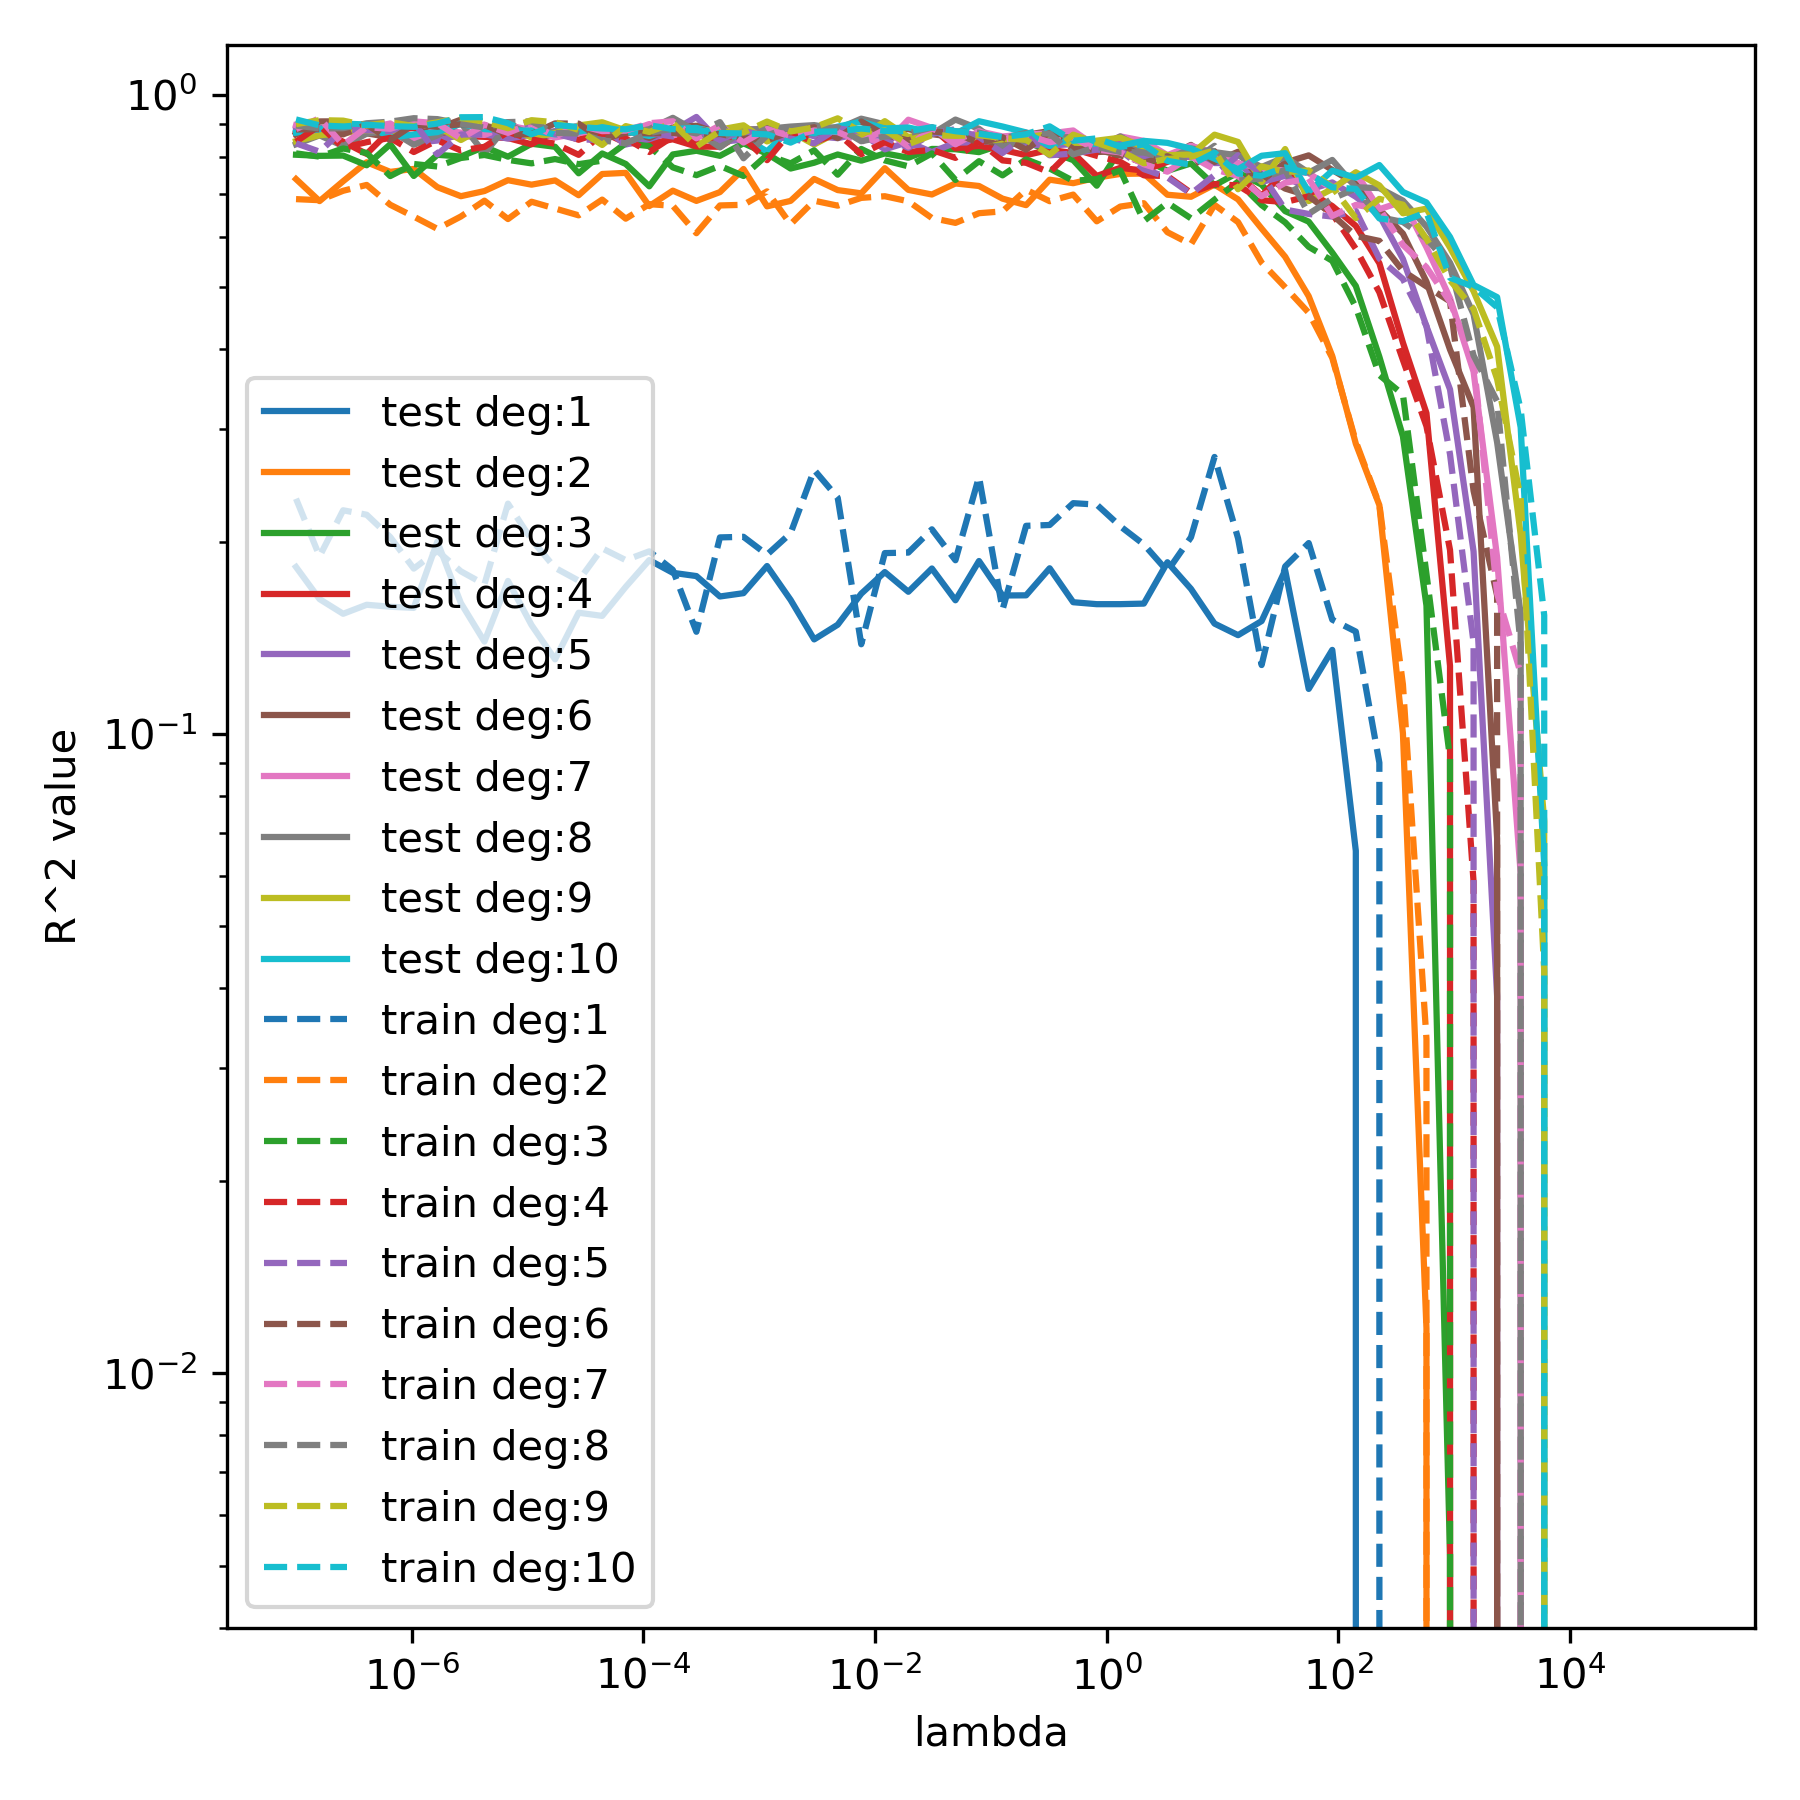 10^0
10^-1
10^-2
R^2 value
test deg:1
test deg:2
test deg:3
test deg:4
test deg:5
test deg:6
test deg:7
test deg:8
test deg:9
test deg:10
train deg:1
train deg:2
train deg:3
train deg:4
train deg:5
train deg:6
train deg:7
train deg:8
train deg:9
train deg:10
10^-6 10^-4 10^-2 10^0 10^2 10^4
lambda